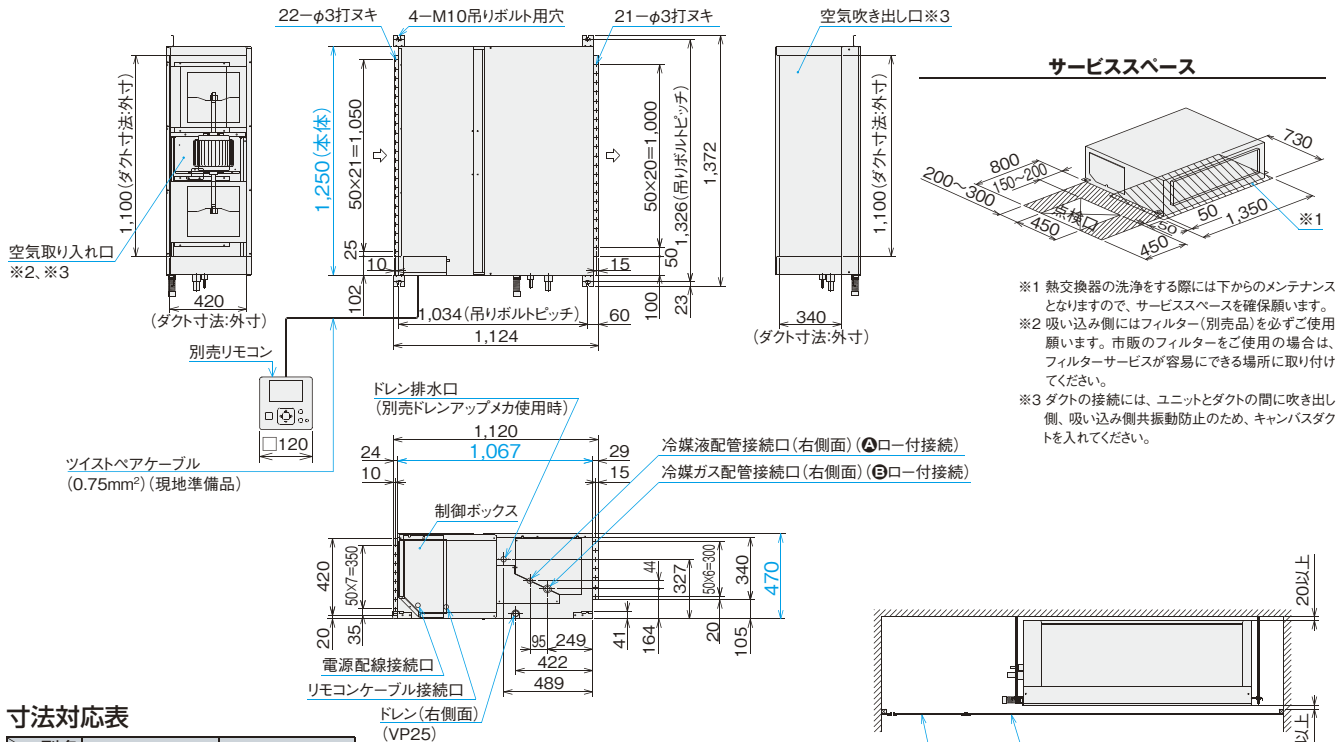 22-φ3打ヌキ
4-M10吊りボルト用穴
21-φ3打ヌキ
空気吹き出し口※3
1,100(ダクト寸法:外寸)
空気取り入れ口
※2、※3
420
(ダクト寸法:外寸)
1,250(本体)
50×21=1,050
25
10
102
50×20=1,000
1,326(吊りボルトピッチ)
1,372
50
15
100
23
1,034(吊りボルトピッチ)
60
1,124
1,100(ダクト寸法:外寸)
340
(ダクト寸法:外寸)
別売リモコン
□120
ツイストペアケーブル
(0.75mm²)(現地準備品)
サービススペース
730
800
150~200
200~300
点検口
450
50
450
50
1,350
※1
※1 熱交換器の洗浄をする際には下からのメンテナンス
となりますので、サービススペースを確保願います。
※2 吸い込み側にはフィルター(別売品)を必ずご使用
願います。市販のフィルターをご使用の場合は、
フィルターサービスが容易にできる場所に取り付け
てください。
※3 ダクトの接続には、ユニットとダクトの間に吹き出し
側、吸い込み側共振動防止のため、キャンバスダク
トを入れてください。
ドレン排水口
(別売ドレンアップメカ使用時)
1,120
24
1,067
29
10
15
冷媒液配管接続口(右側面)(Aロー付接続)
冷媒ガス配管接続口(右側面)(Bロー付接続)
制御ボックス
420
50×7=350
20
35
44
327
50×6=300
340
470
41
164
20
105
95
249
422
489
電源配線接続口
リモコンケーブル接続口
ドレン(右側面)
(VP25)
20以上
以上
寸法対応表